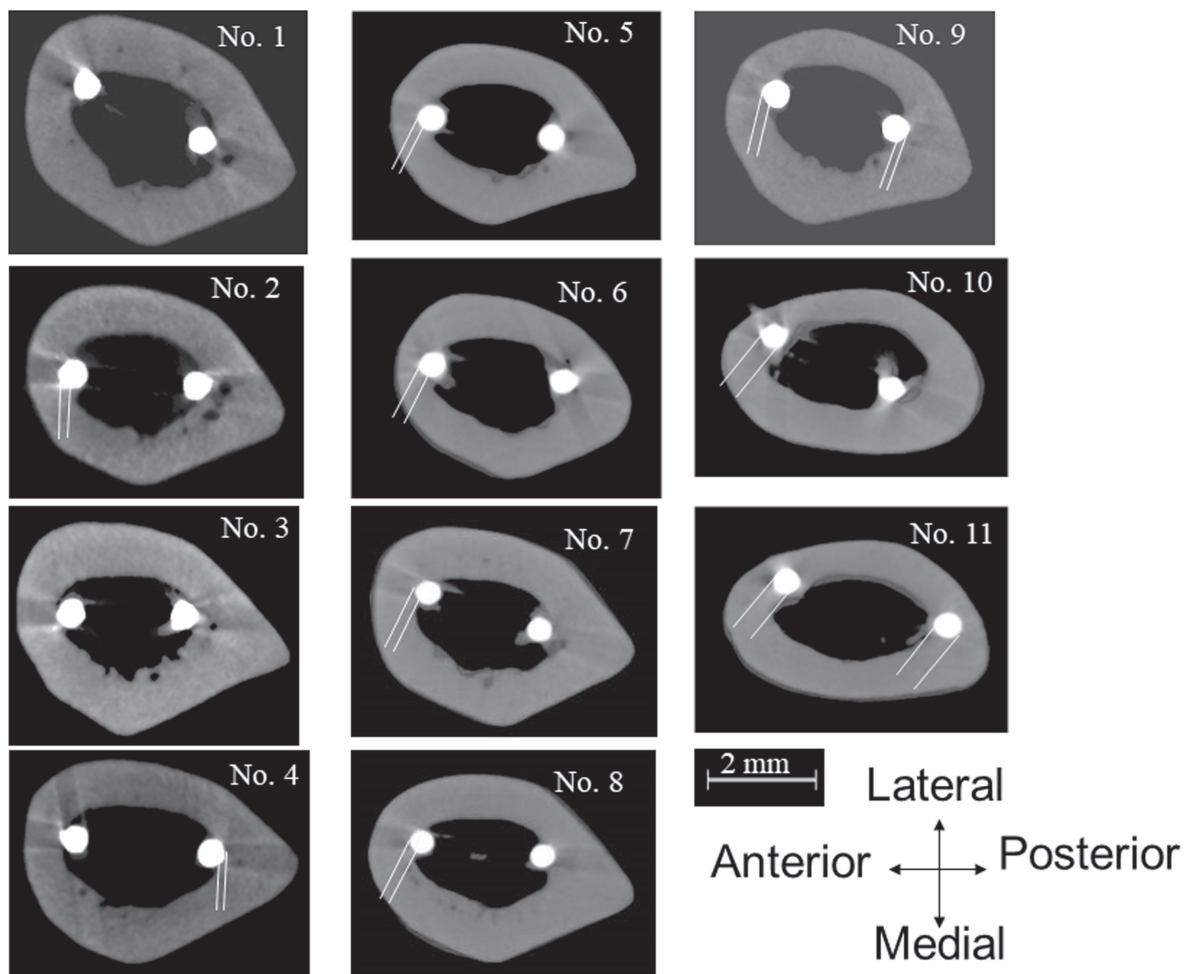 No. 1
No. 2
No. 3
No. 4
No. 5
No. 6
No. 7
No. 8
No. 9
No. 10
No. 11
2 mm
Lateral
Anterior
Posterior
Medial